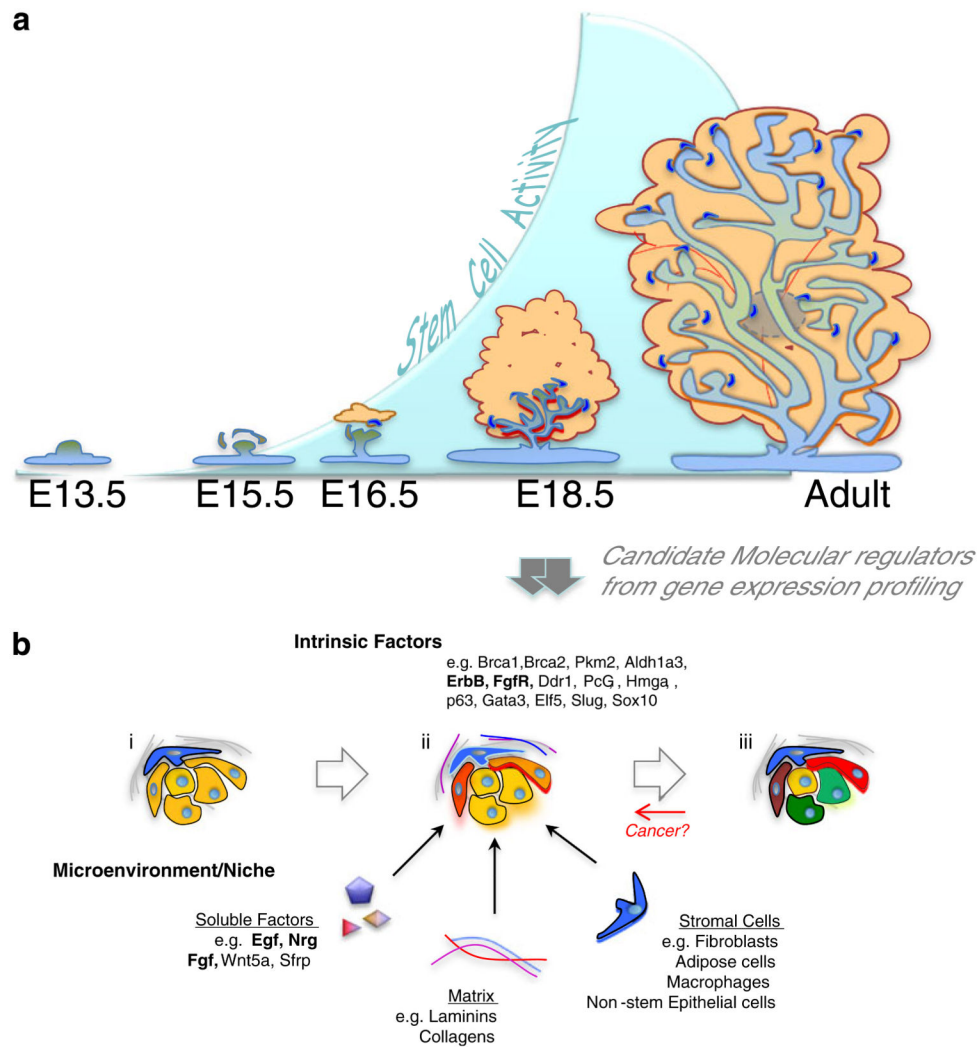 a
Stem Cell Activity
E13.5 E15.5 E16.5 E18.5 Adult
Candidate Molecular regulators
from gene expression profiling
b
Intrinsic Factors
e.g. Brca1,Brca2, Pkm2, Aldh1a3,
ErbB, FgfR, Ddr1, PcG, Hmga,
p63, Gata3, Elf5, Slug, Sox10
i ii iii
Cancer?
Microenvironment/Niche
Soluble Factors
e.g. Egf, Nrg
Fgf, Wnt5a, Sfrp
Matrix
e.g. Laminins
Collagens
Stromal Cells
e.g. Fibroblasts
Adipose cells
Macrophages
Non-stem Epithelial cells